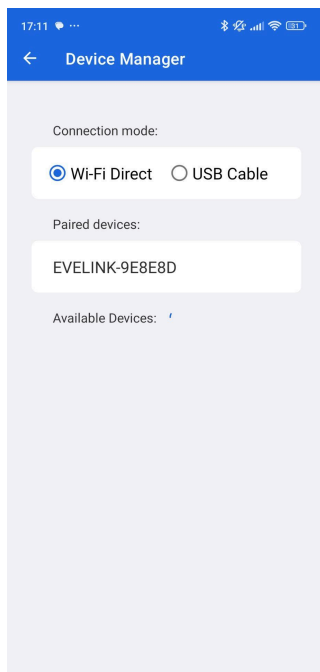 17:11
Device Manager
Connection mode:
Wi-Fi Direct USB Cable
Paired devices:
EVELINK-9E8E8D
Available Devices: